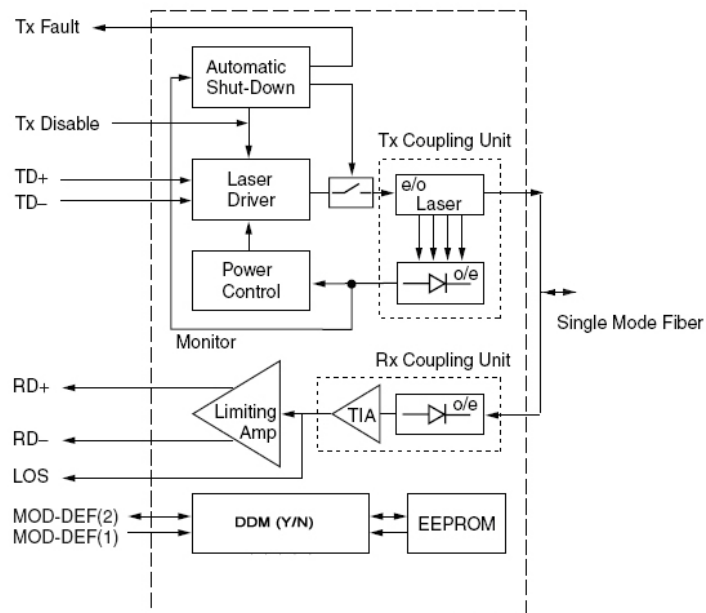 Tx Fault
Automatic
Shut-Down
Tx Disable
Tx Coupling Unit
TD+
TD–
Laser
Driver
e/o
Laser
Power
Control
o/e
Single Mode Fiber
Monitor
Rx Coupling Unit
RD+
RD–
Limiting
Amp
TIA
o/e
LOS
MOD-DEF(2)
MOD-DEF(1)
DDM (Y/N)
EEPROM